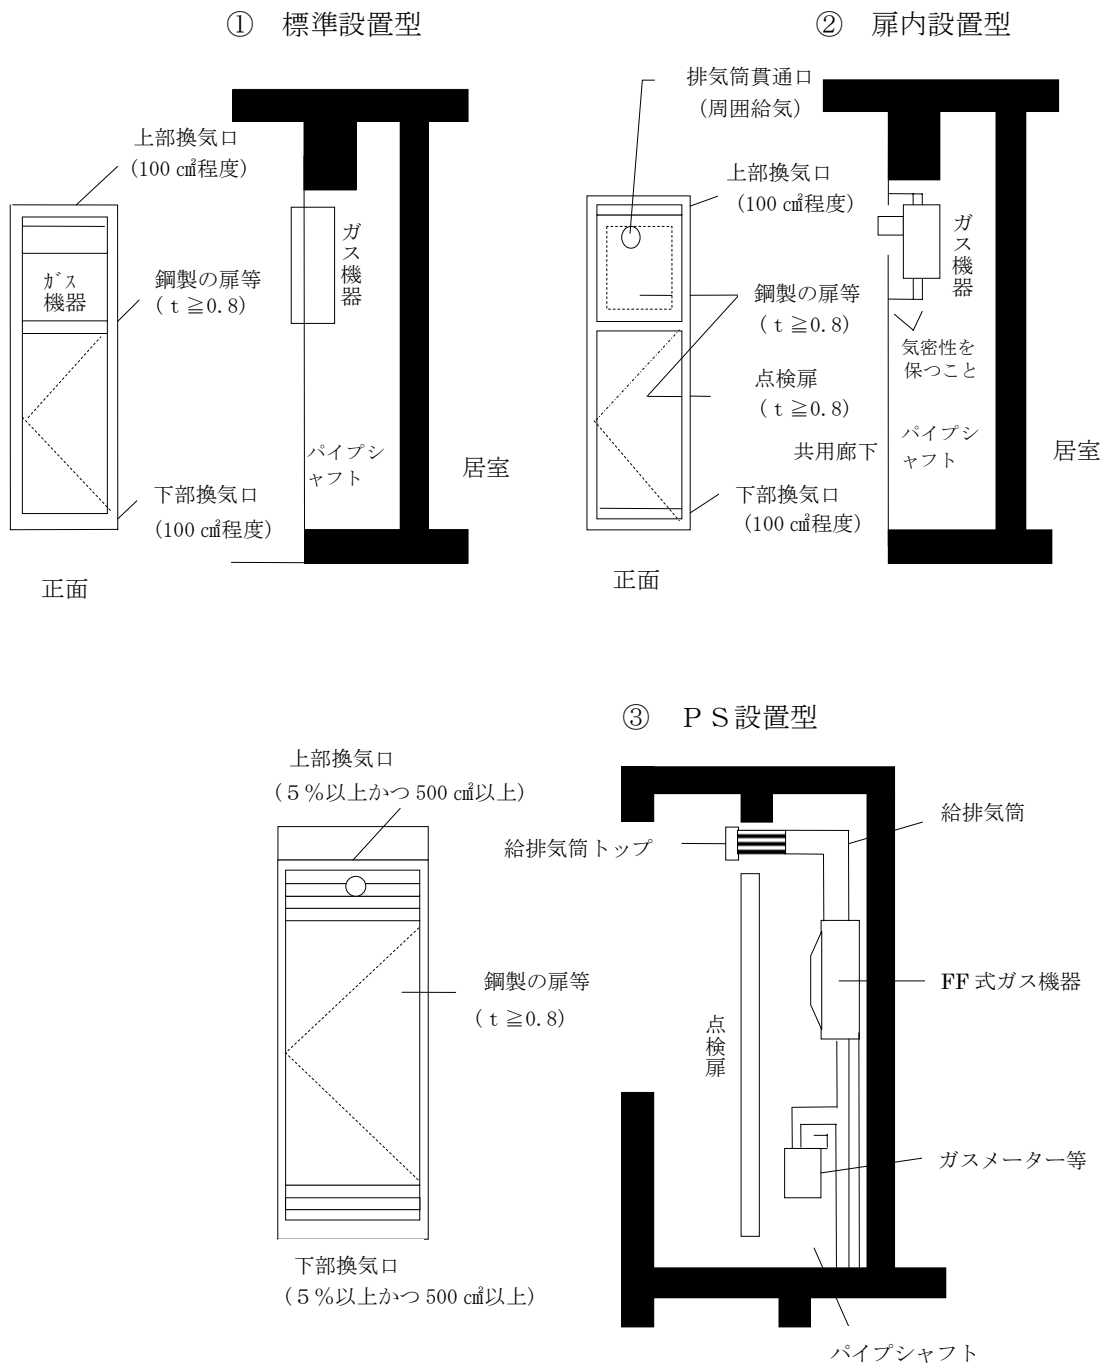 ① 標準設置型
上部換気口
(100 ㎠程度)
ガス
機器
鋼製の扉等
(ｔ≧0.8)
下部換気口
(100 ㎠程度)
正面
ガス機器
パイプシ
ャフト
居室
② 扉内設置型
排気筒貫通口
(周囲給気)
上部換気口
(100 ㎠程度)
鋼製の扉等
(ｔ≧0.8)
点検扉
(ｔ≧0.8)
下部換気口
(100 ㎠程度)
正面
ガス機器
気密性を
保つこと
共用廊下
パイプシ
ャフト
居室
③ ＰＳ設置型
上部換気口
(５%以上かつ 500 ㎠以上)
鋼製の扉等
(ｔ≧0.8)
下部換気口
(５%以上かつ 500 ㎠以上)
給排気筒トップ
給排気筒
FF 式ガス機器
点検扉
ガスメーター等
パイプシャフト